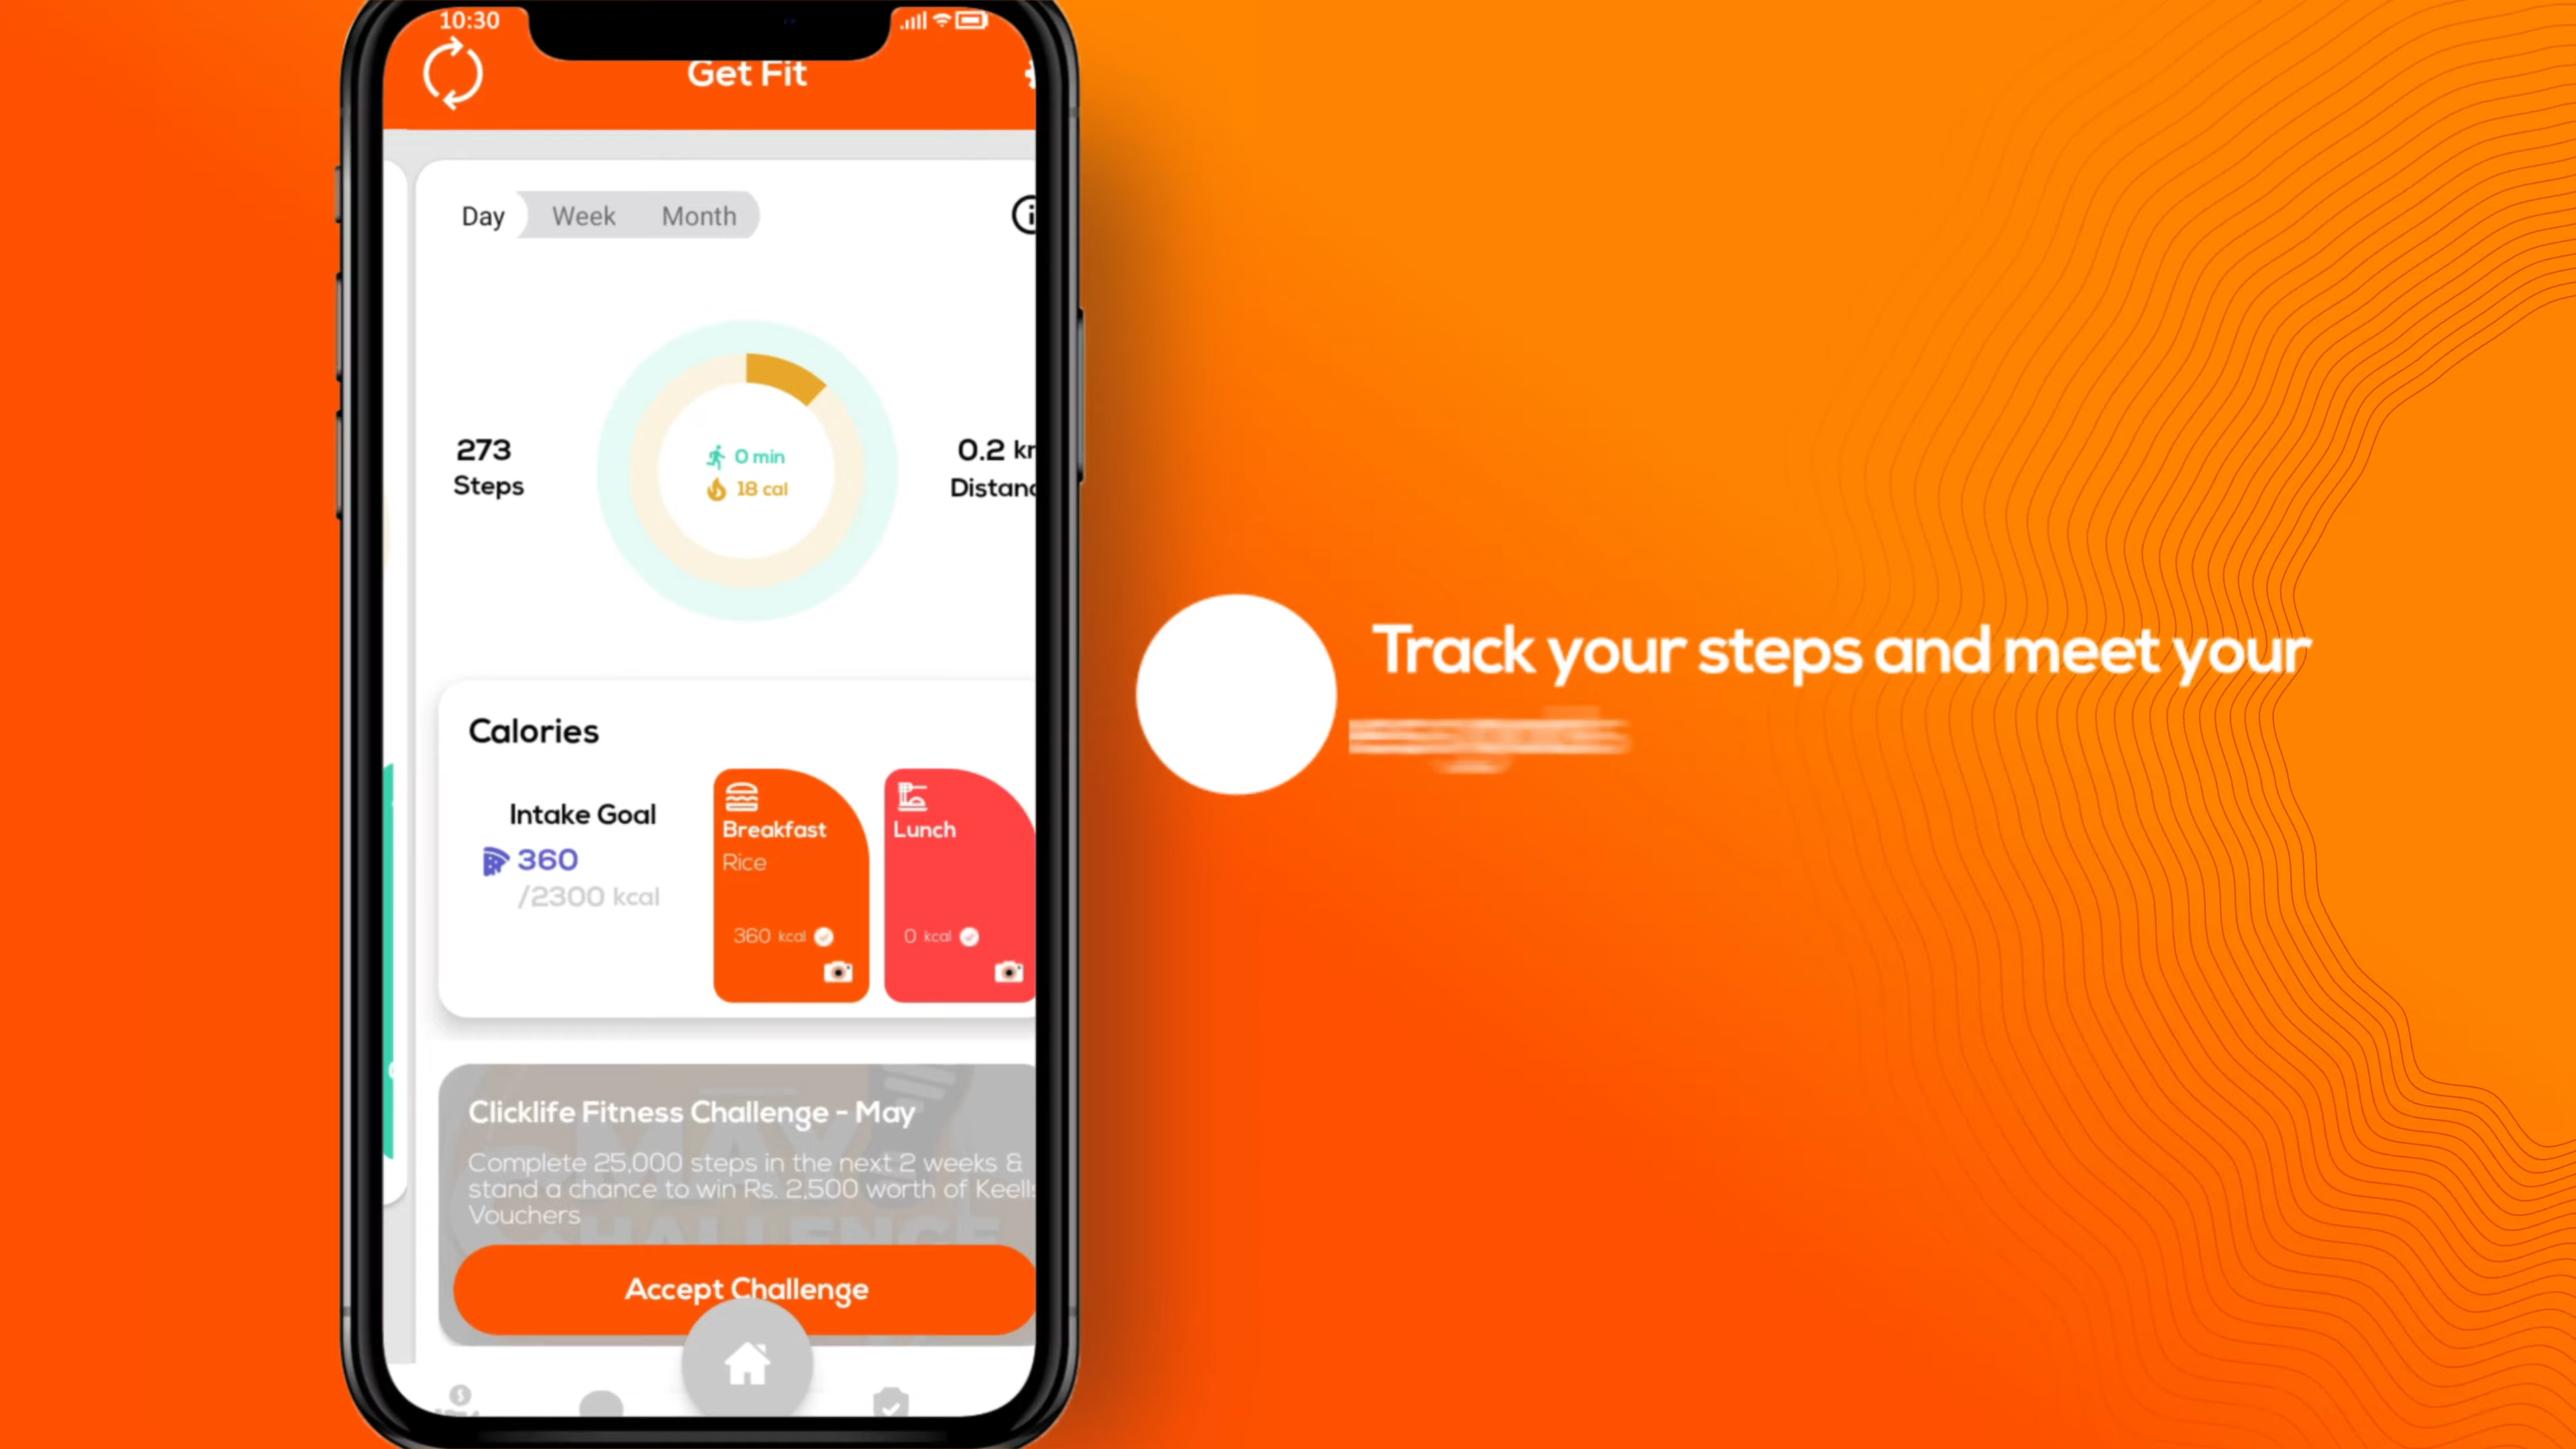 10:30
Get Fit
Day Week Month
273
Steps
0 min
18 cal
0.2
Calories
Intake Goal
360
/2300 kcal
Breakfast
Rice
360 kcal
Lunch
0 kcal
Clicklife Fitness Challenge - May
Complete 25,000 steps in the next 2 weeks &
stand a chance to win Rs. 2,500 worth of
Vouchers
MAY
CHALLENGE
Accept Challenge
Track your steps and meet your